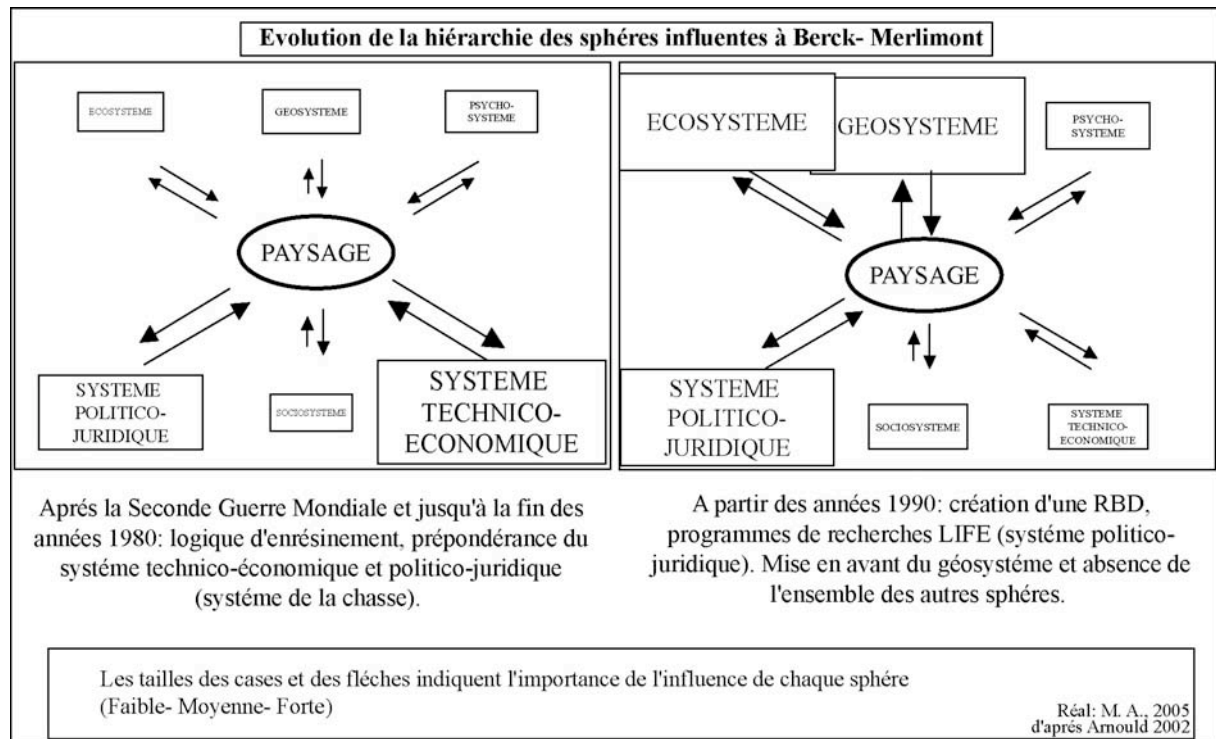 Evolution de la hiérarchie des sphéres influentes à Berck- Merlimont
ECOSYSTEME
GEOSYSTEME
PSYCHO-
SYSTEME
PAYSAGE
SYSTEME
POLITICO-
JURIDIQUE
SOCIOSYSTEME
SYSTEME
TECHNICO-
ECONOMIQUE
ECOSYSTEME
GEOSYSTEME
PSYCHO-
SYSTEME
PAYSAGE
SYSTEME
POLITICO-
JURIDIQUE
SOCIOSYSTEME
SYSTEME
TECHNICO-
ECONOMIQUE
Aprés la Seconde Guerre Mondiale et jusqu'à la fin des
années 1980: logique d'enrésinement, prépondérance du
systéme technico-économique et politico-juridique
(systéme de la chasse).
A partir des années 1990: création d'une RBD,
programmes de recherches LIFE (systéme politico-
juridique). Mise en avant du géosystéme et absence de
l'ensemble des autres sphéres.
Les tailles des cases et des fléches indiquent l'importance de l'influence de chaque sphére
(Faible- Moyenne- Forte)
Réal: M. A., 2005
d'aprés Arnould 2002